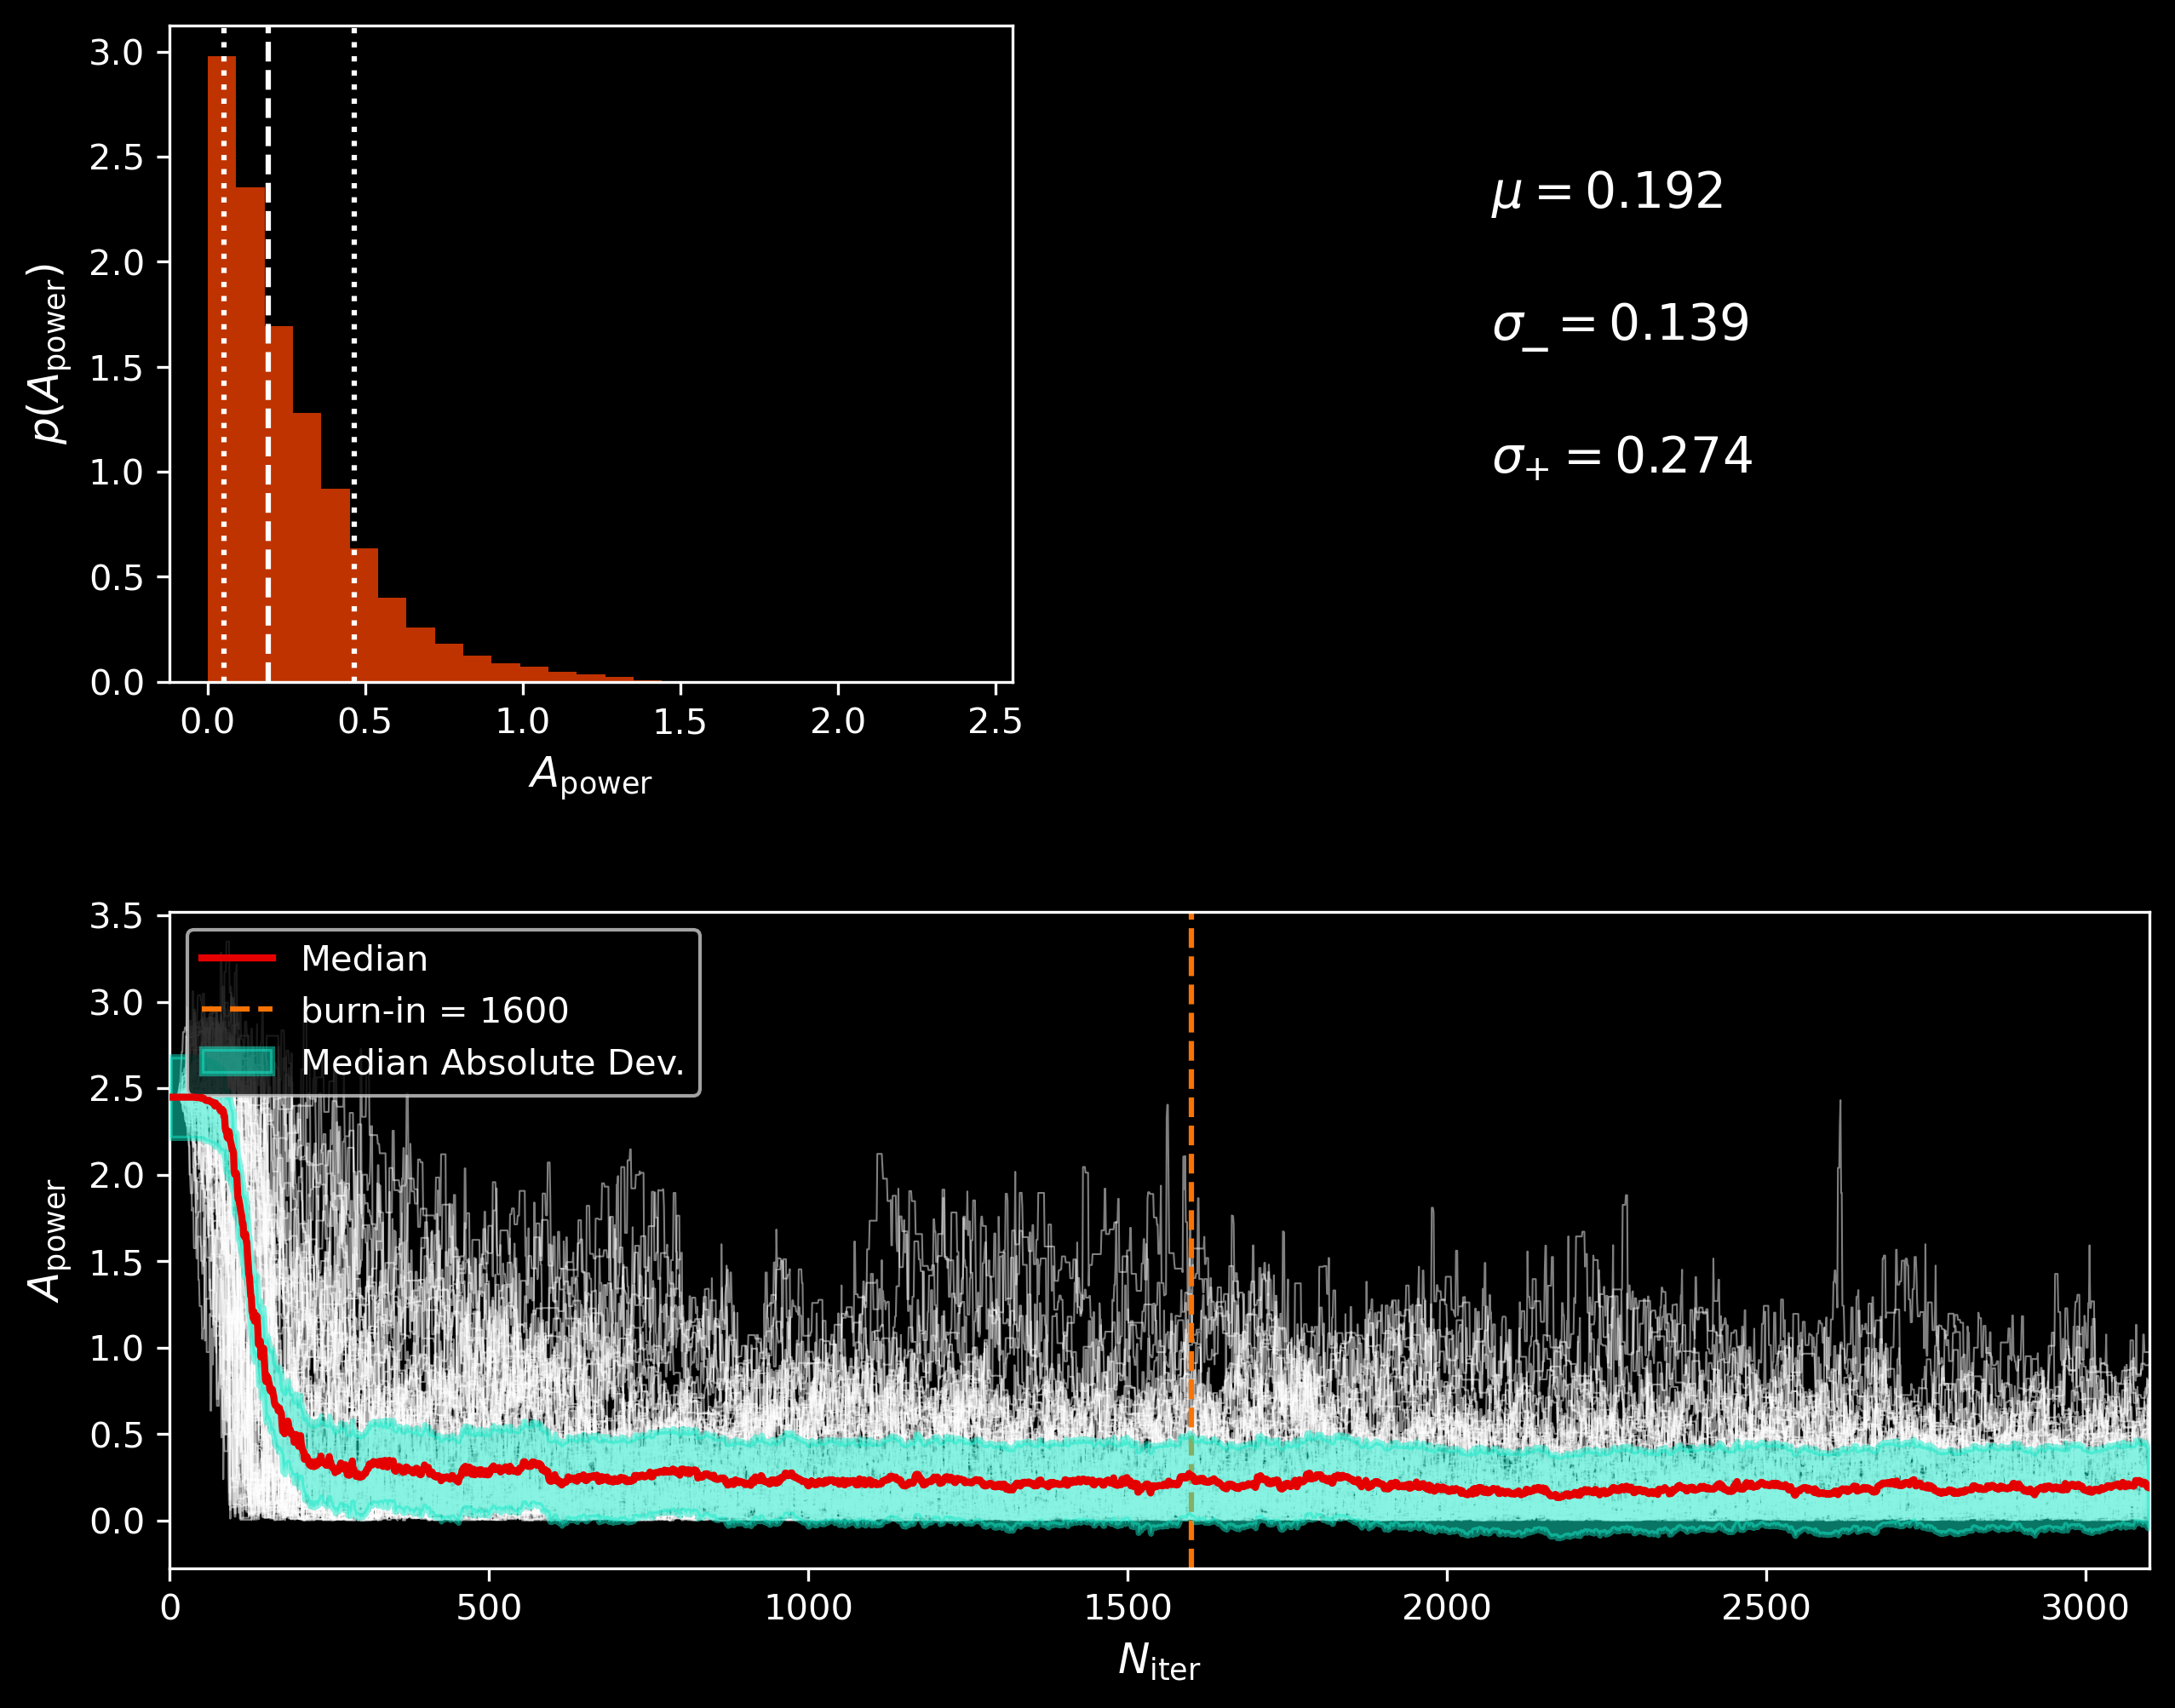 3.0
2.5
2.0
1.5
1.0
0.5
0.0
p(A_power)
0.0 0.5 1.0 1.5 2.0 2.5
A_power
μ = 0.192
σ_− = 0.139
σ_+ = 0.274
3.5
3.0
2.5
2.0
1.5
1.0
0.5
0.0
A_power
Median
burn-in = 1600
Median Absolute Dev.
0 500 1000 1500 2000 2500 3000
N_iter